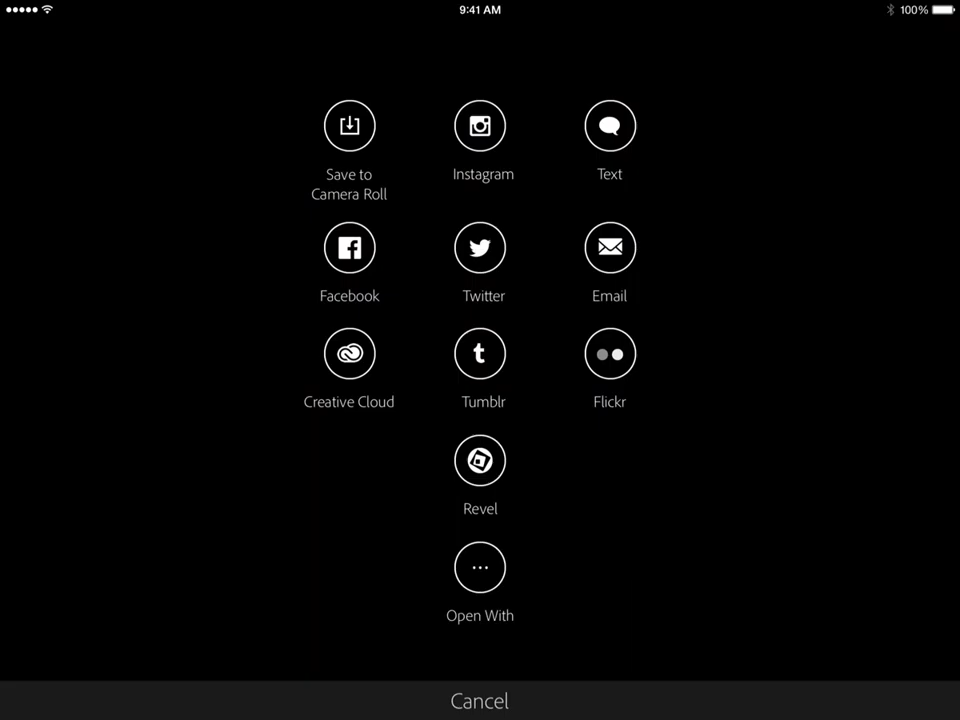 9:41 AM
100%
Save to
Camera Roll
Instagram
Text
Facebook
Twitter
Email
Creative Cloud
Tumblr
Flickr
Revel
Open With
Cancel